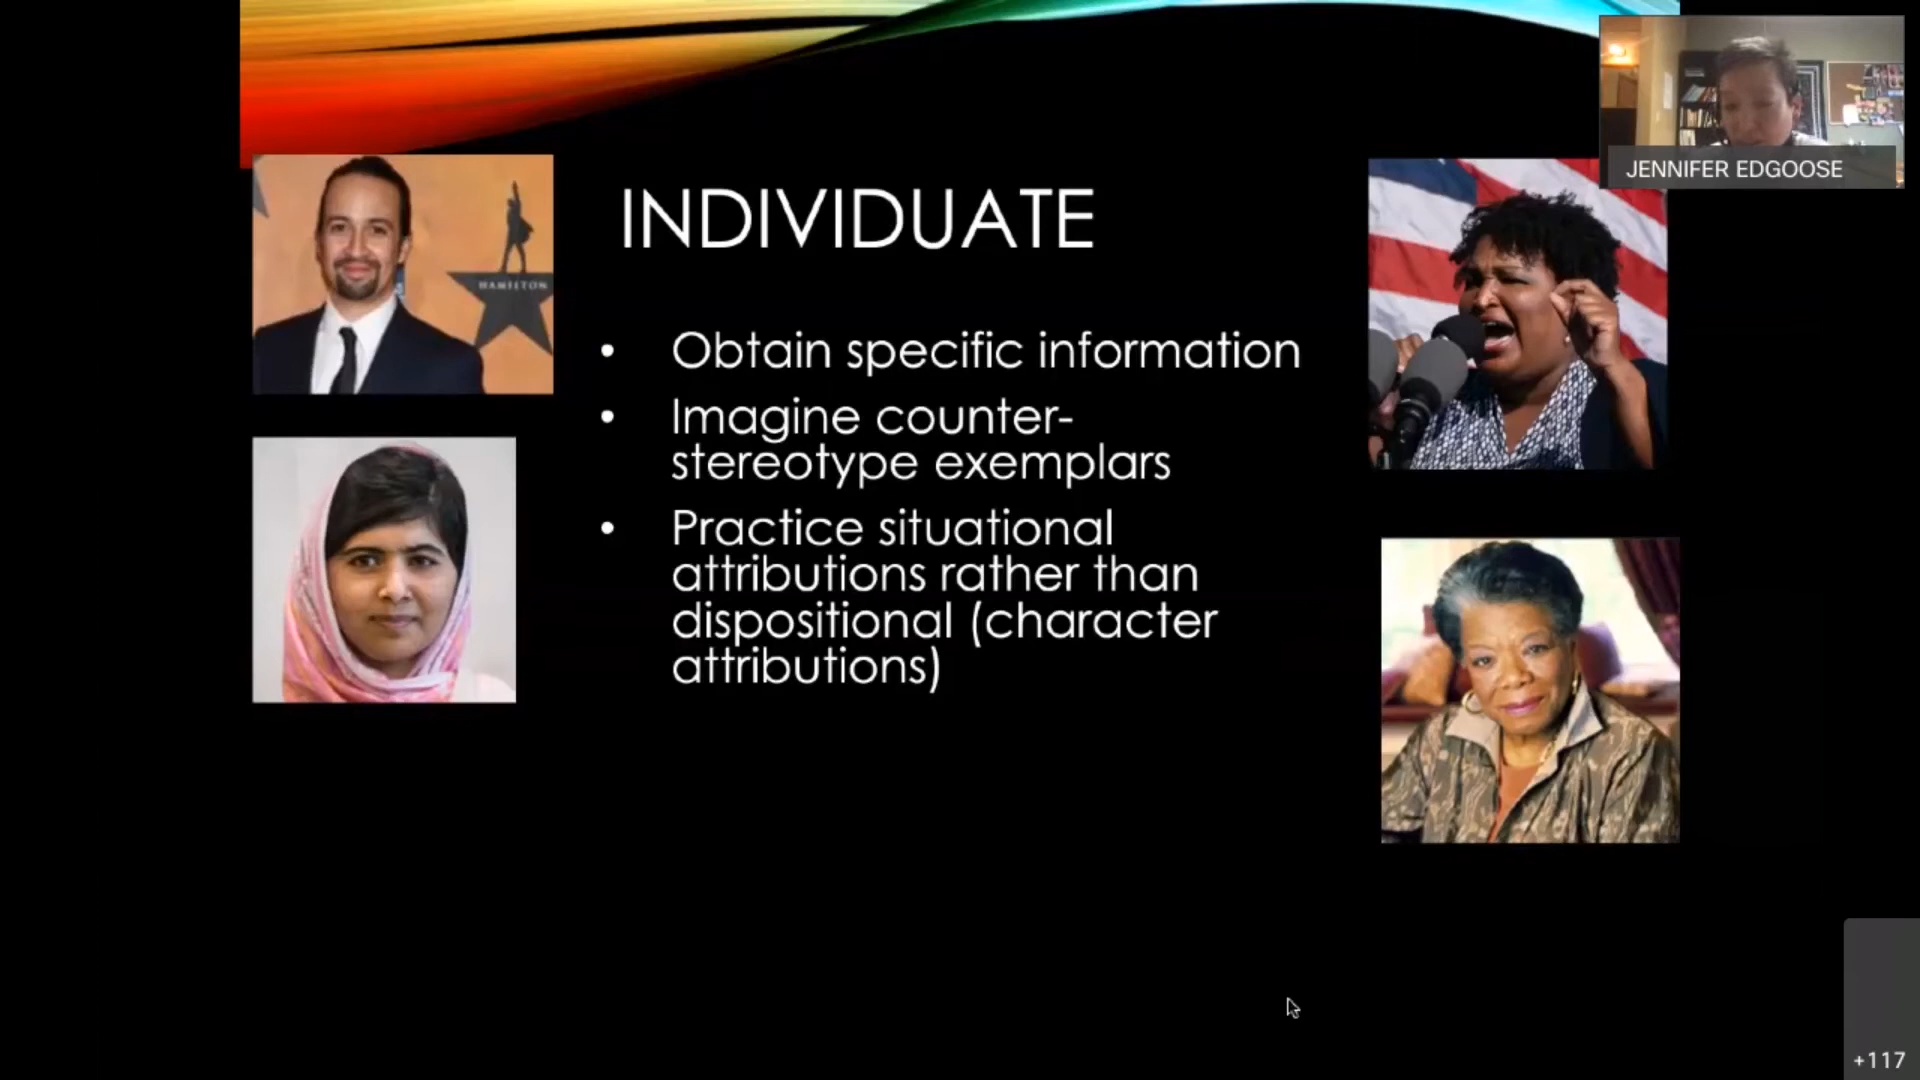 JENNIFER EDGOOSE
HAMILTON
INDIVIDUATE
• Obtain specific information
• Imagine counter-
stereotype exemplars
• Practice situational
attributions rather than
dispositional (character
attributions)
+117